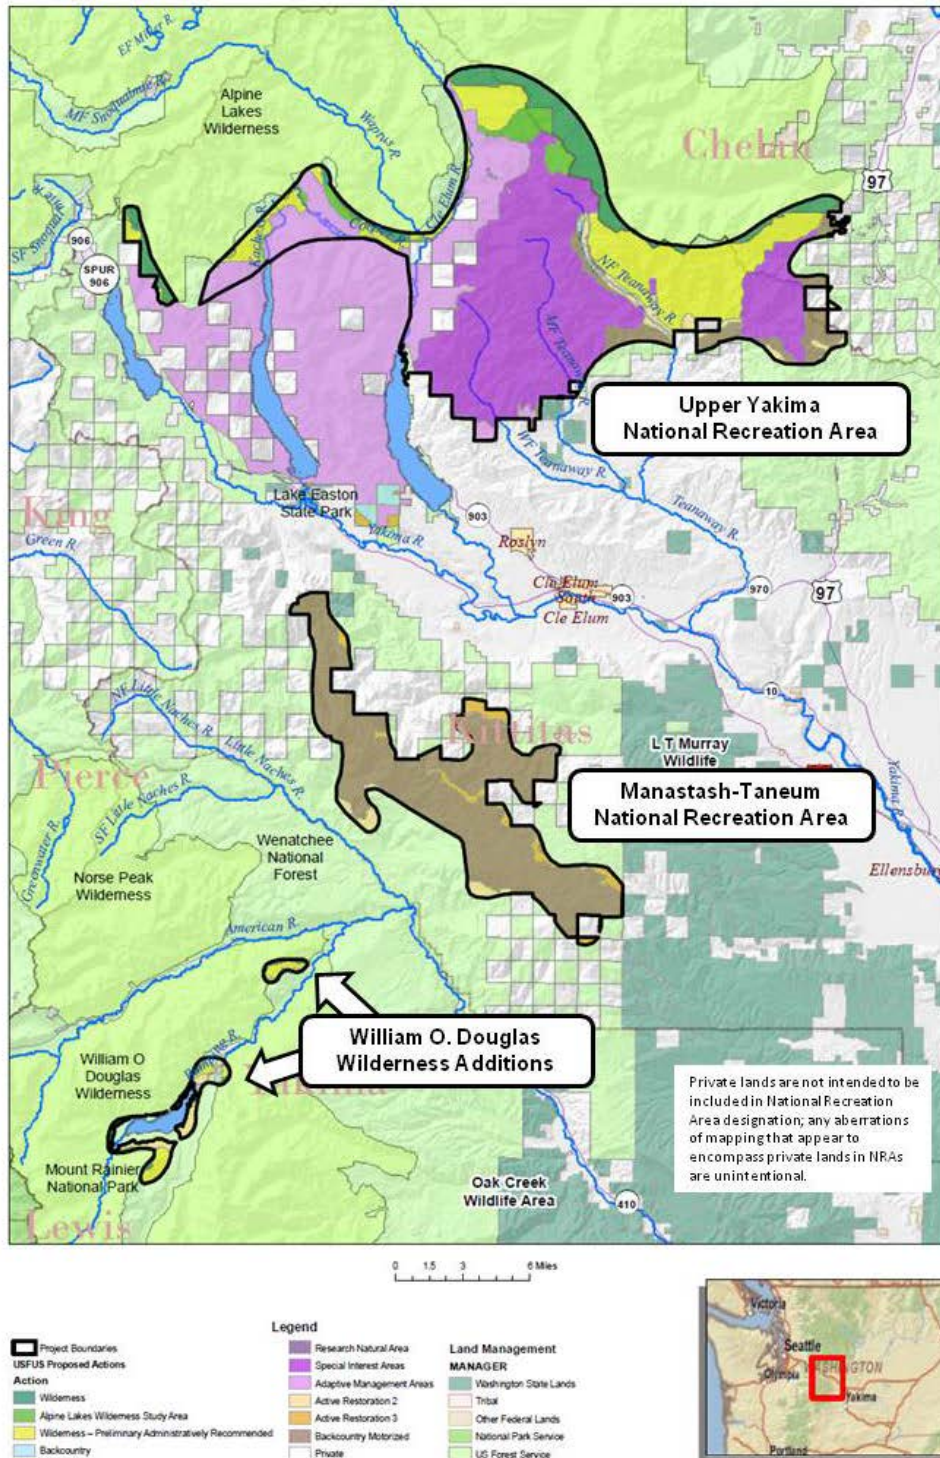 EF Miller R.
MF Snoqualmie R.
Alpine
Lakes
Wilderness
Waptus R.
Cle Elum R.
Chelan
97
906
SPUR
906
NF Teanaway R.
MF Teanaway R.
Upper Yakima
National Recreation Area
WF Teanaway R.
Teanaway R.
Lake Easton
State Park
Yakima R.
King
Green R.
903
Roslyn
Cle Elum
South
Cle Elum
903
970
97
10
NF Little Naches R.
Little Naches R.
Kittitas
L T Murray
Wildlife
Pierce
SF Little Naches R.
Manastash-Taneum
National Recreation Area
Yakima R.
Greenwater R.
Wenatchee
National
Forest
Norse Peak
Wilderness
Ellensburg
American R.
William O. Douglas
Wilderness Additions
William O
Douglas
Wilderness
Mount Rainier
National Park
Lewis
Oak Creek
Wildlife Area
410
Private lands are not intended to be
included in National Recreation
Area designation; any aberrations
of mapping that appear to
encompass private lands in NRAs
are unintentional.
0 1.5 3 6 Miles
Legend
Project Boundaries
USFUS Proposed Actions
Action
Wilderness
Alpine Lakes Wilderness Study Area
Wilderness – Preliminary Administratively Recommended
Backcountry
Research Natural Area
Special Interest Areas
Adaptive Management Areas
Active Restoration 2
Active Restoration 3
Backcountry Motorized
Private
Land Management
MANAGER
Washington State Lands
Tribal
Other Federal Lands
National Park Service
US Forest Service
Victoria
Seattle
Olympia
WASHINGTON
Yakima
Portland